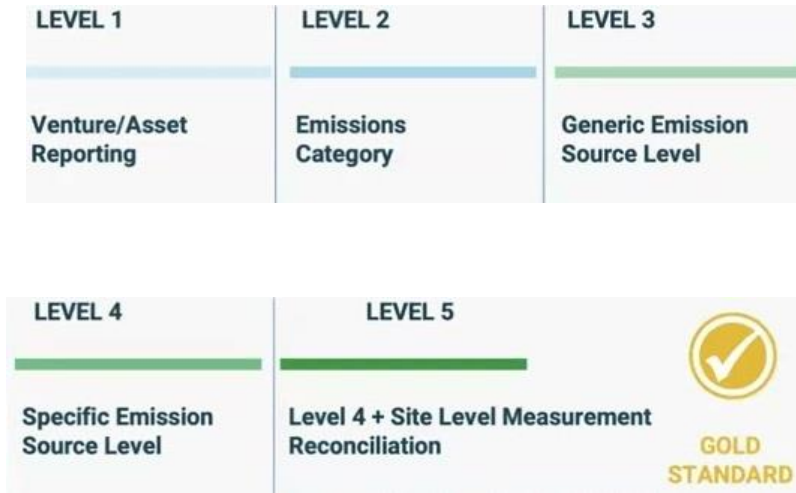 LEVEL 1
LEVEL 2
LEVEL 3
Venture/Asset
Reporting
Emissions
Category
Generic Emission
Source Level
LEVEL 4
LEVEL 5
Specific Emission
Source Level
Level 4 + Site Level Measurement
Reconciliation
GOLD
STANDARD